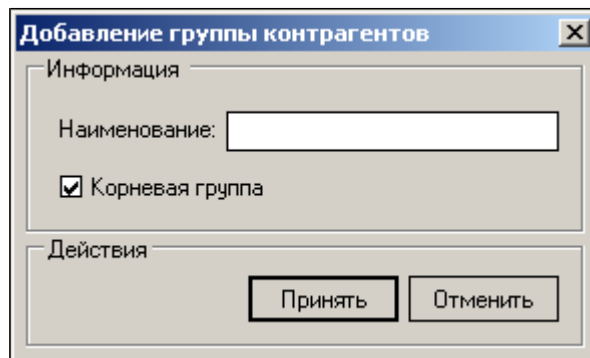 Добавление группы контрагентов
Информация
Наименование:
Корневая группа
Действия
Принять Отменить